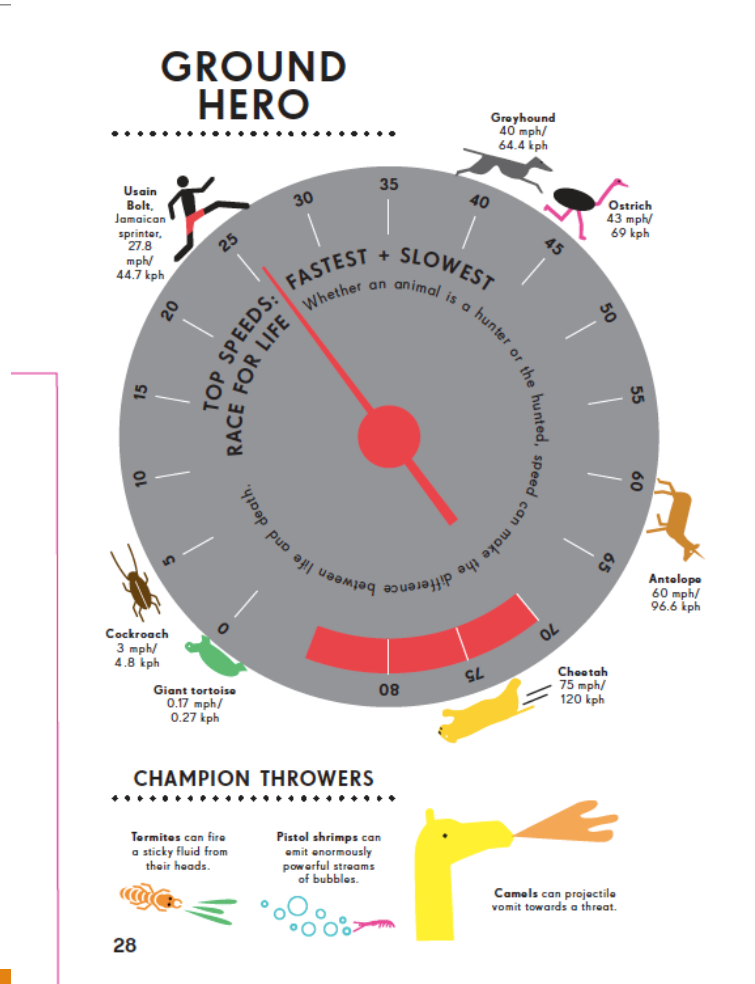 GROUND
HERO
Greyhound
40 mph/
64.4 kph
Usain
Bolt,
Jamaican
sprinter,
27.8
mph/
44.7 kph
Ostrich
43 mph/
69 kph
TOP SPEEDS: FASTEST + SLOWEST
RACE FOR LIFE
Whether an animal is a hunter or the hunted, speed can make the difference between life and death.
0
5
10
15
20
25
30
35
40
45
50
55
60
65
70
75
80
Antelope
60 mph/
96.6 kph
Cockroach
3 mph/
4.8 kph
Giant tortoise
0.17 mph/
0.27 kph
Cheetah
75 mph/
120 kph
CHAMPION THROWERS
Termites can fire
a sticky fluid from
their heads.
Pistol shrimps can
emit enormously
powerful streams
of bubbles.
Camels can projectile
vomit towards a threat.
28